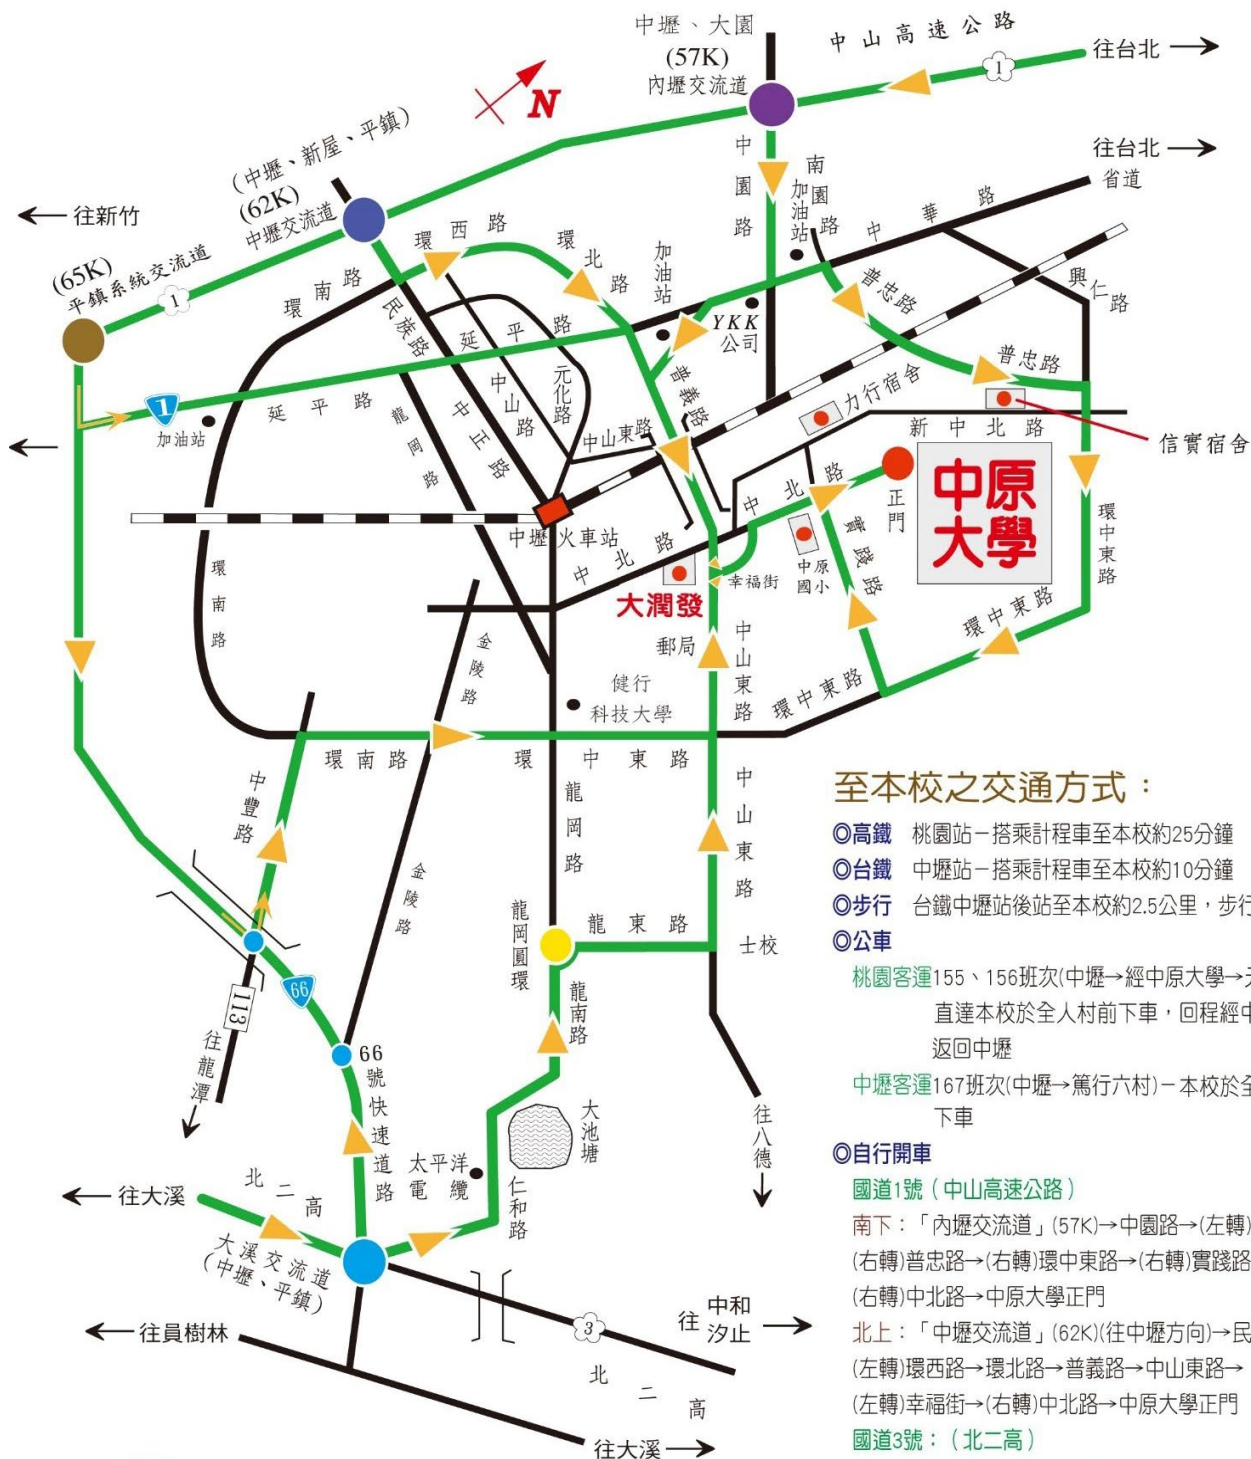 中壢、大園
(57K)
內壢交流道
中山高速公路
1
往台北
N
往台北
省道
(中壢、新屋、平鎮)
(62K)
中壢交流道
往新竹
(65K)
平鎮系統交流道
1
環南路
環西路
環北路
加油站
中園路
南園路
加油站
中華路
普忠路
興仁路
民族路
延平路
YKK
公司
普義路
普忠路
力行宿舍
新中北路
信實宿舍
1
加油站
延平路
龍岡路
中正路
中山路
元化路
中山東路
中北路
正門
中原
大學
環中東路
中壢火車站
中北路
大潤發
幸福街
中原
國小
實踐路
環南路
金陵路
郵局
中山東路
環中東路
環中東路
健行
科技大學
環南路
環中東路
中豐路
龍岡路
中山東路
金陵路
龍岡圓環
龍東路
士校
66
113
往龍潭
66
號快速道路
龍南路
大池塘
往八德
太平洋
電纜
仁和路
往大溪
北二高
大溪交流道
(中壢、平鎮)
往員樹林
3
往
中和
汐止
北二高
往大溪
至本校之交通方式：
◎高鐵 桃園站－搭乘計程車至本校約25分鐘
◎台鐵 中壢站－搭乘計程車至本校約10分鐘
◎步行 台鐵中壢站後站至本校約2.5公里，步行
◎公車
桃園客運155、156班次(中壢→經中原大學→
直達本校於全人村前下車，回程經中
返回中壢
中壢客運167班次(中壢→篤行六村)－本校於全
下車
◎自行開車
國道1號（中山高速公路）
南下：「內壢交流道」(57K)→中園路→(左轉)
(右轉)普忠路→(右轉)環中東路→(右轉)實踐路
(右轉)中北路→中原大學正門
北上：「中壢交流道」(62K)(往中壢方向)→民
(左轉)環西路→環北路→普義路→中山東路→
(左轉)幸福街→(右轉)中北路→中原大學正門
國道3號：（北二高）